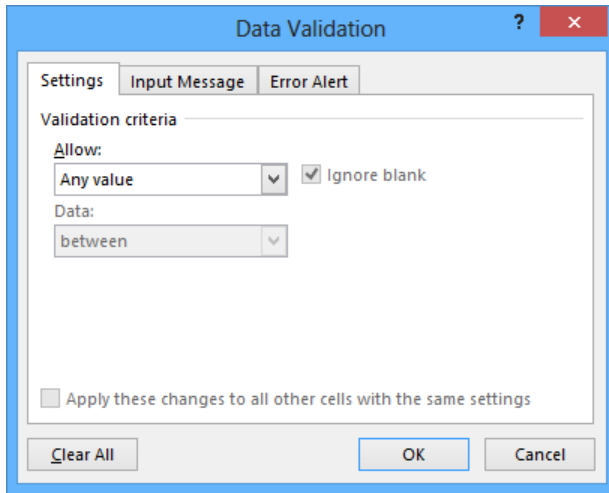 Data Validation ?
Settings Input Message Error Alert
Validation criteria
Allow:
Any value Ignore blank
Data:
between
Apply these changes to all other cells with the same settings
Clear All OK Cancel